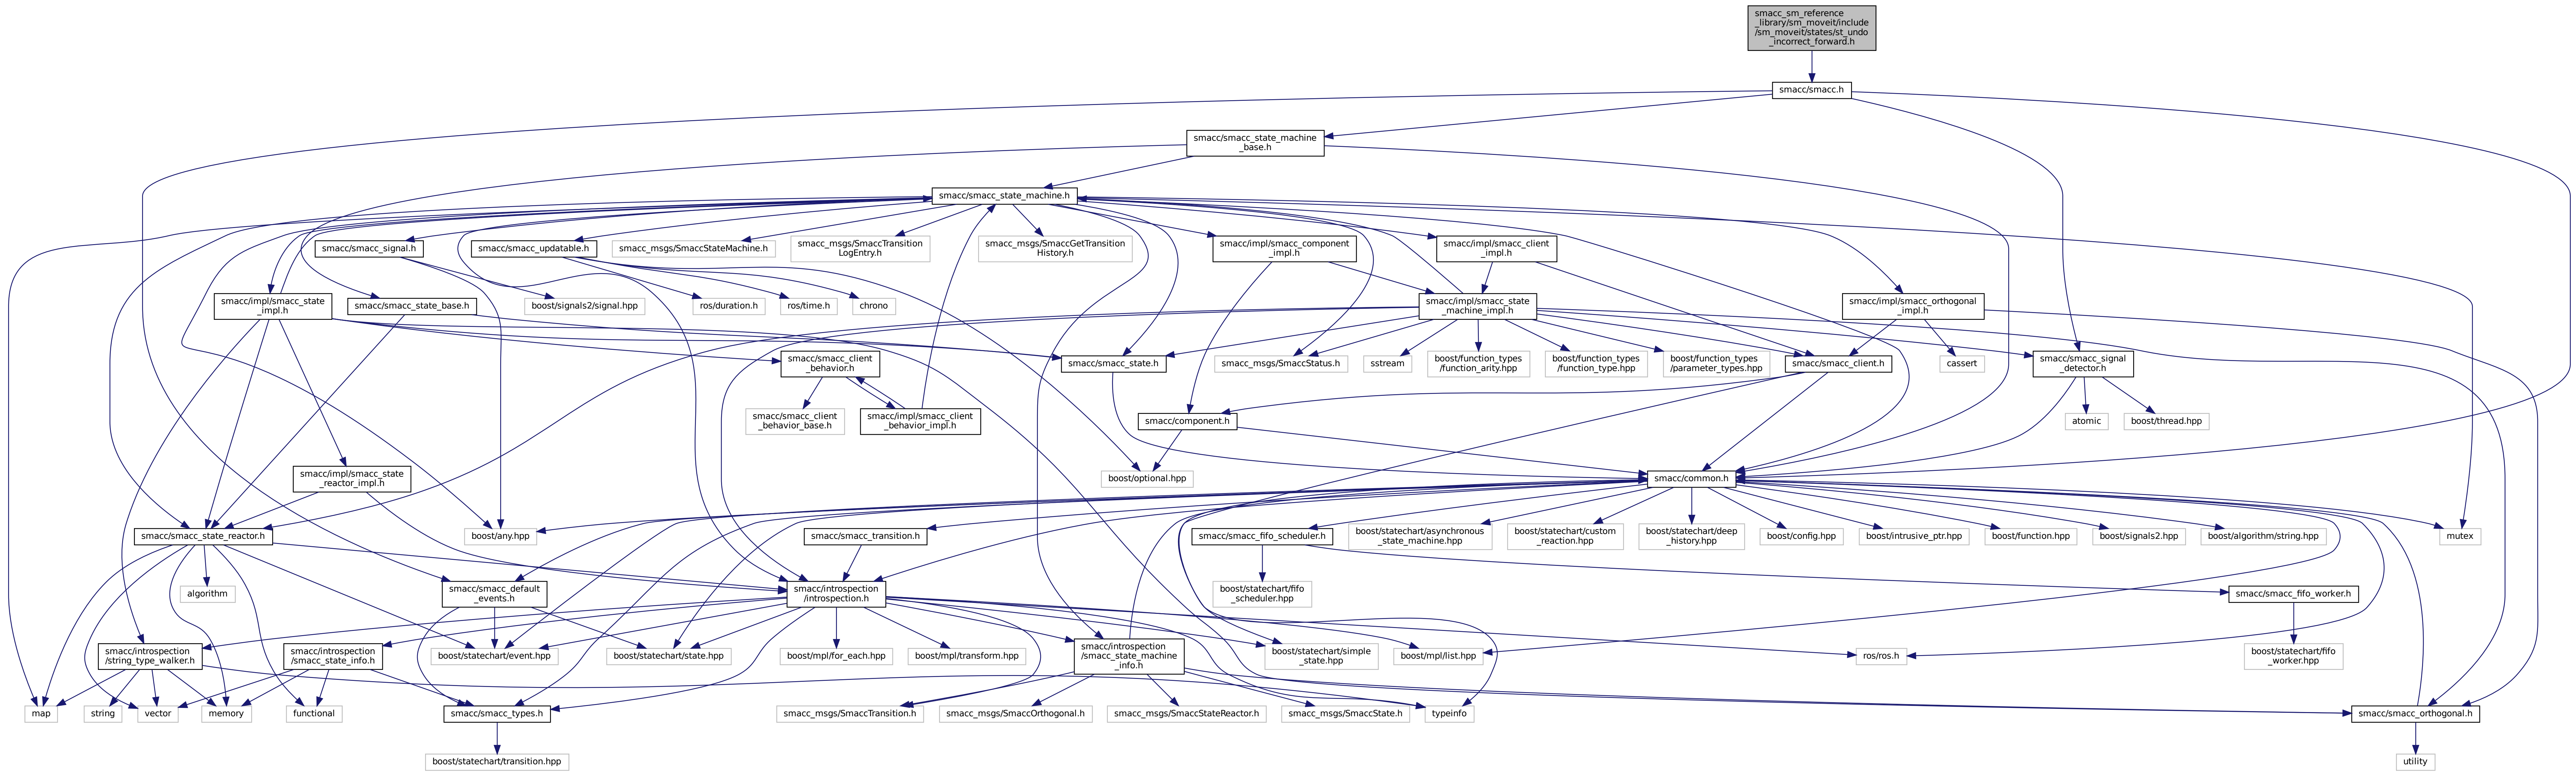 smacc_sm_reference
_library/sm_moveit/include
/sm_moveit/states/st_undo
_incorrect_forward.h
smacc/smacc.h
smacc/smacc_state_machine
_base.h
smacc/smacc_state_machine.h
smacc/smacc_signal.h
smacc/smacc_updatable.h
smacc_msgs/SmaccStateMachine.h
smacc_msgs/SmaccTransition
LogEntry.h
smacc_msgs/SmaccGetTransition
History.h
smacc/impl/smacc_component
_impl.h
smacc/impl/smacc_client
_impl.h
smacc/impl/smacc_state
_impl.h
smacc/smacc_state_base.h
boost/signals2/signal.hpp
ros/duration.h
ros/time.h
chrono
smacc/impl/smacc_state
_machine_impl.h
smacc/impl/smacc_orthogonal
_impl.h
smacc/smacc_client
_behavior.h
smacc/smacc_state.h
smacc_msgs/SmaccStatus.h
sstream
boost/function_types
/function_arity.hpp
boost/function_types
/function_type.hpp
boost/function_types
/parameter_types.hpp
smacc/smacc_client.h
cassert
smacc/smacc_signal
_detector.h
smacc/smacc_client
_behavior_base.h
smacc/impl/smacc_client
_behavior_impl.h
smacc/component.h
atomic
boost/thread.hpp
smacc/impl/smacc_state
_reactor_impl.h
boost/optional.hpp
smacc/common.h
smacc/smacc_state_reactor.h
boost/any.hpp
smacc/smacc_transition.h
smacc/smacc_fifo_scheduler.h
boost/statechart/asynchronous
_state_machine.hpp
boost/statechart/custom
_reaction.hpp
boost/statechart/deep
_history.hpp
boost/config.hpp
boost/intrusive_ptr.hpp
boost/function.hpp
boost/signals2.hpp
boost/algorithm/string.hpp
mutex
algorithm
smacc/smacc_default
_events.h
smacc/introspection
/introspection.h
boost/statechart/fifo
_scheduler.hpp
smacc/smacc_fifo_worker.h
smacc/introspection
/string_type_walker.h
smacc/introspection
/smacc_state_info.h
boost/statechart/event.hpp
boost/statechart/state.hpp
boost/mpl/for_each.hpp
boost/mpl/transform.hpp
smacc/introspection
/smacc_state_machine
_info.h
boost/statechart/simple
_state.hpp
boost/mpl/list.hpp
ros/ros.h
boost/statechart/fifo
_worker.hpp
map
string
vector
memory
functional
smacc/smacc_types.h
smacc_msgs/SmaccTransition.h
smacc_msgs/SmaccOrthogonal.h
smacc_msgs/SmaccStateReactor.h
smacc_msgs/SmaccState.h
typeinfo
smacc/smacc_orthogonal.h
boost/statechart/transition.hpp
utility